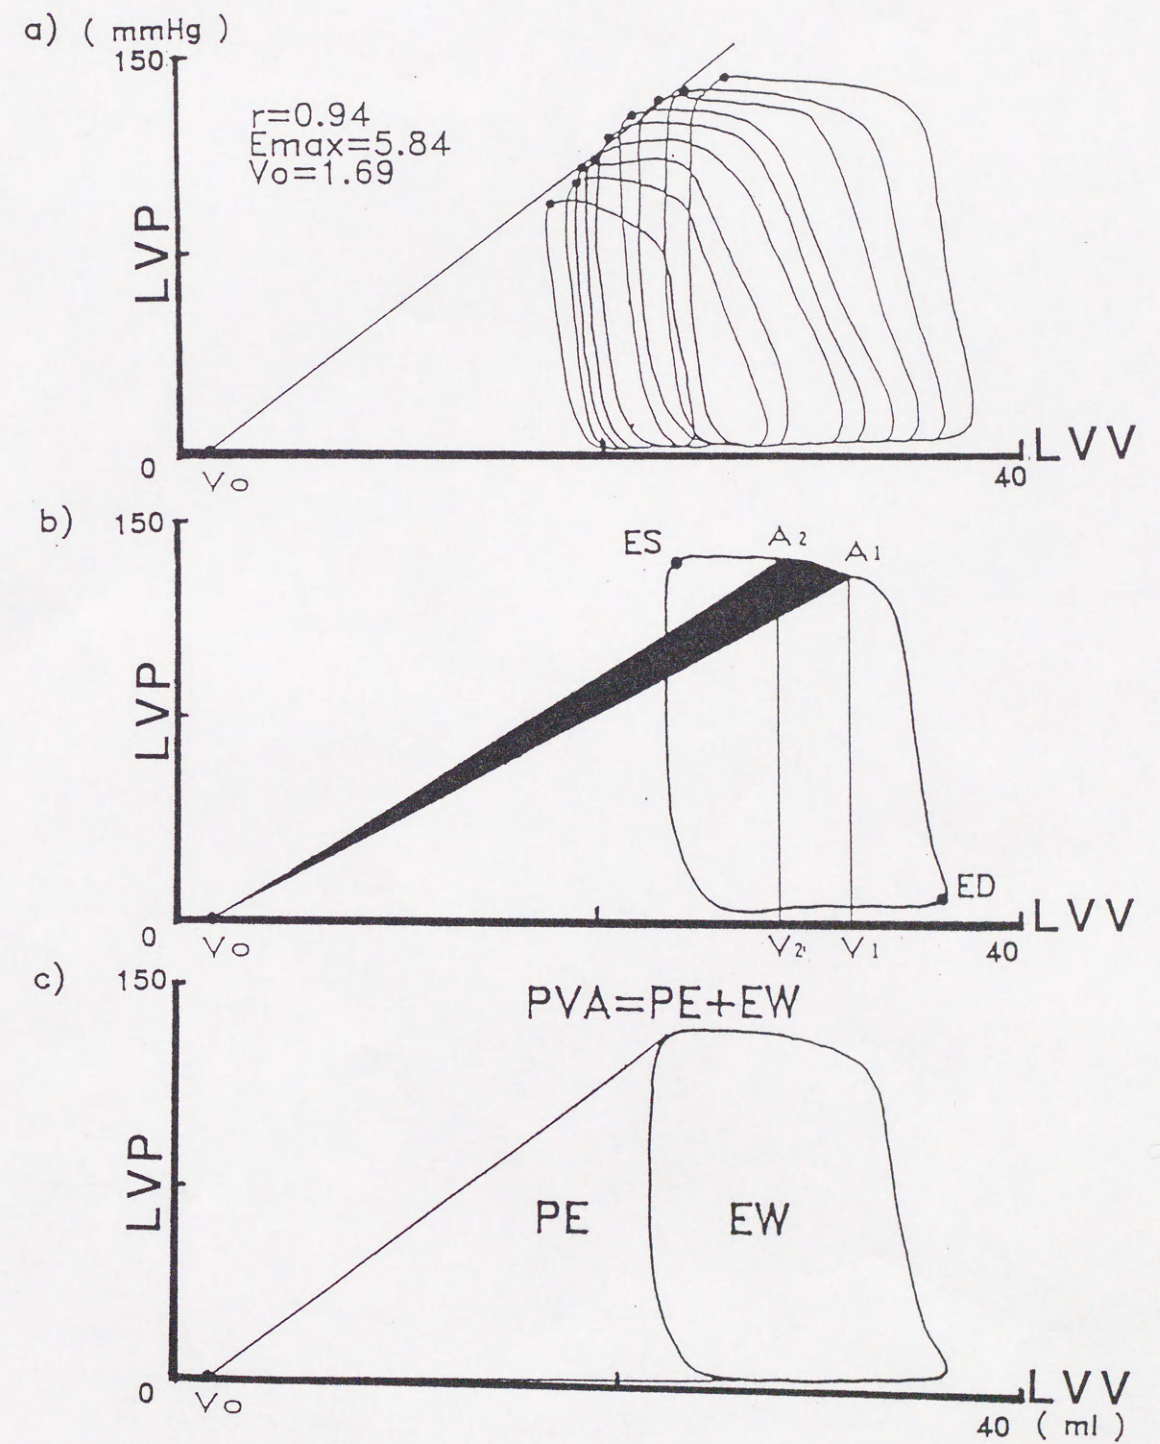 a) ( mmHg )
150
r=0.94
Emax=5.84
Vo=1.69
LVP
0
Vo
40
LVV
b)
150
ES
A2
A1
LVP
ED
0
Vo
V2
V1
40
LVV
c)
150
PVA=PE+EW
LVP
PE
EW
0
Vo
LVV
40 ( ml )